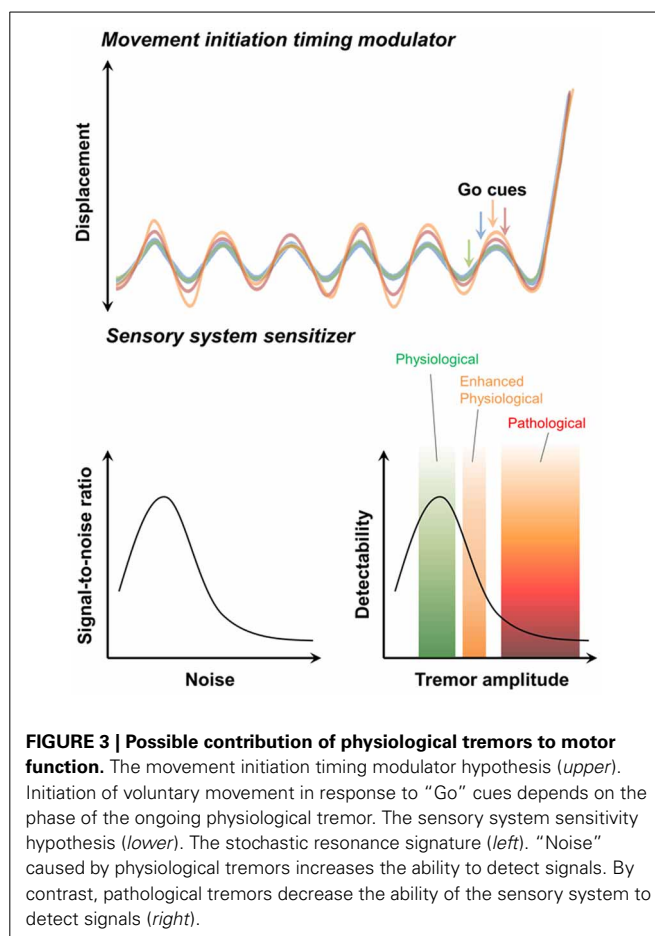 Movement initiation timing modulator
Displacement
Go cues
Sensory system sensitizer
Physiological
Enhanced
Physiological
Pathological
Signal-to-noise ratio
Noise
Detectability
Tremor amplitude
FIGURE 3 | Possible contribution of physiological tremors to motor
function. The movement initiation timing modulator hypothesis (upper).
Initiation of voluntary movement in response to “Go” cues depends on the
phase of the ongoing physiological tremor. The sensory system sensitivity
hypothesis (lower). The stochastic resonance signature (left). “Noise”
caused by physiological tremors increases the ability to detect signals. By
contrast, pathological tremors decrease the ability of the sensory system to
detect signals (right).